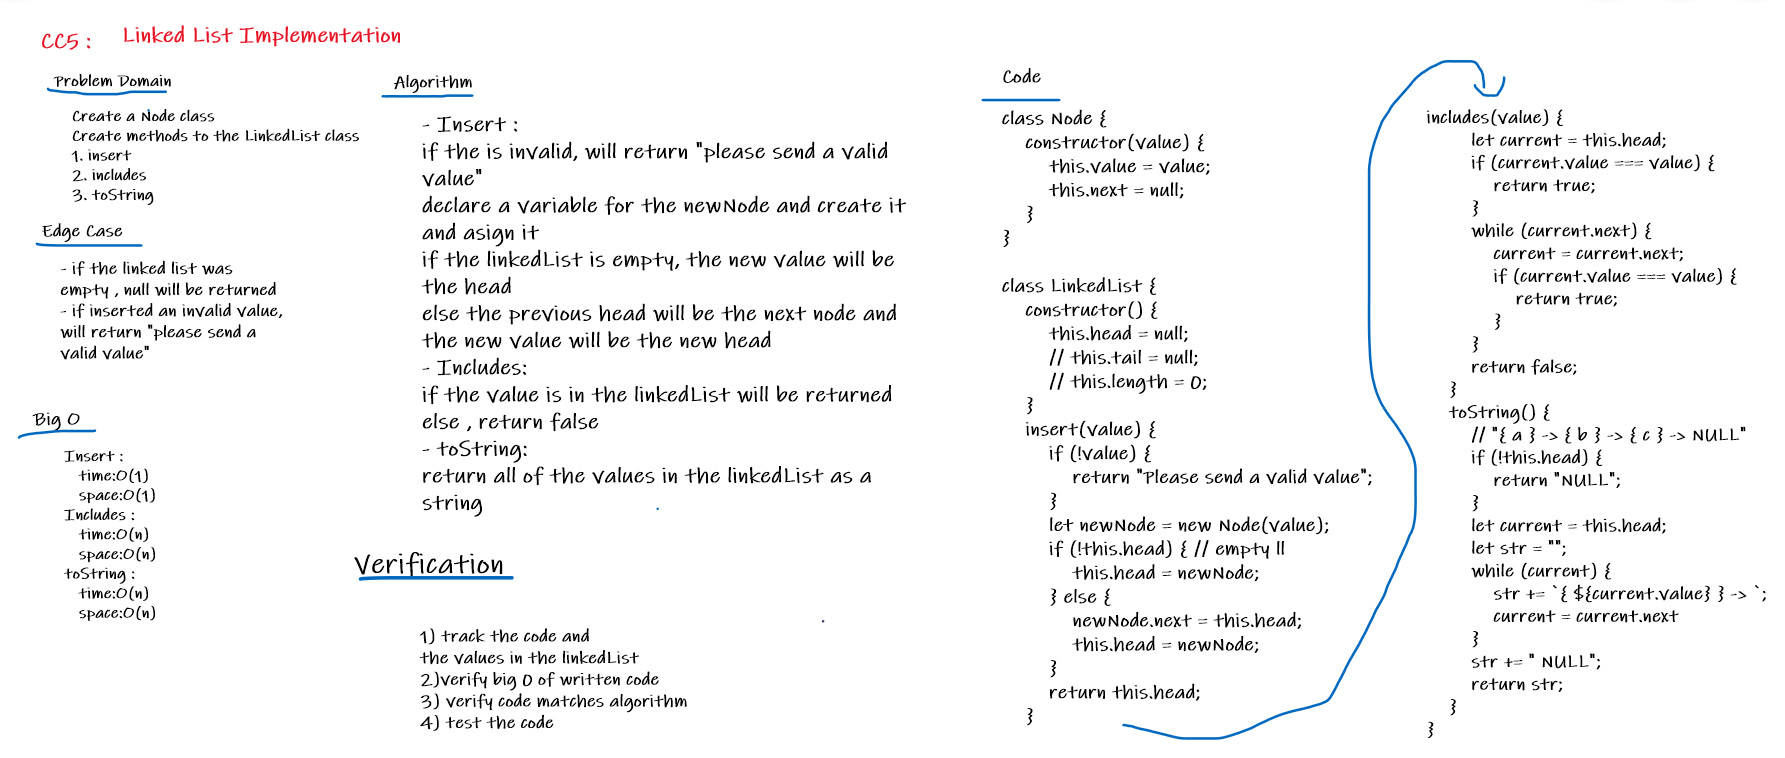 CC5 : Linked List Implementation
Problem Domain
Create a Node class
Create methods to the LinkedList class
1. insert
2. includes
3. toString
Edge Case
- if the linked list was
empty , null will be returned
- if inserted an invalid value,
will return "please send a
valid value"
Big O
Insert :
time:O(1)
space:O(1)
Includes :
time:O(n)
space:O(n)
toString :
time:O(n)
space:O(n)
Algorithm
- Insert :
if the is invalid, will return "please send a valid
value"
declare a variable for the newNode and create it
and asign it
if the linkedList is empty, the new value will be
the head
else the previous head will be the next node and
the new value will be the new head
- Includes:
if the value is in the linkedList will be returned
else , return false
- toString:
return all of the values in the linkedList as a
string
Verification
1) track the code and
the values in the linkedList
2)verify big O of written code
3) verify code matches algorithm
4) test the code
Code
class Node {
constructor(value) {
this.value = value;
this.next = null;
}
}
class LinkedList {
constructor() {
this.head = null;
// this.tail = null;
// this.length = 0;
}
insert(value) {
if (!value) {
return "Please send a valid value";
}
let newNode = new Node(value);
if (!this.head) { // empty ll
this.head = newNode;
} else {
newNode.next = this.head;
this.head = newNode;
}
return this.head;
}
includes(value) {
let current = this.head;
if (current.value === value) {
return true;
}
while (current.next) {
current = current.next;
if (current.value === value) {
return true;
}
}
return false;
}
toString() {
// "{ a } -> { b } -> { c } -> NULL"
if (!this.head) {
return "NULL";
}
let current = this.head;
let str = "";
while (current) {
str += `{ ${current.value} } -> `;
current = current.next
}
str += " NULL";
return str;
}
}